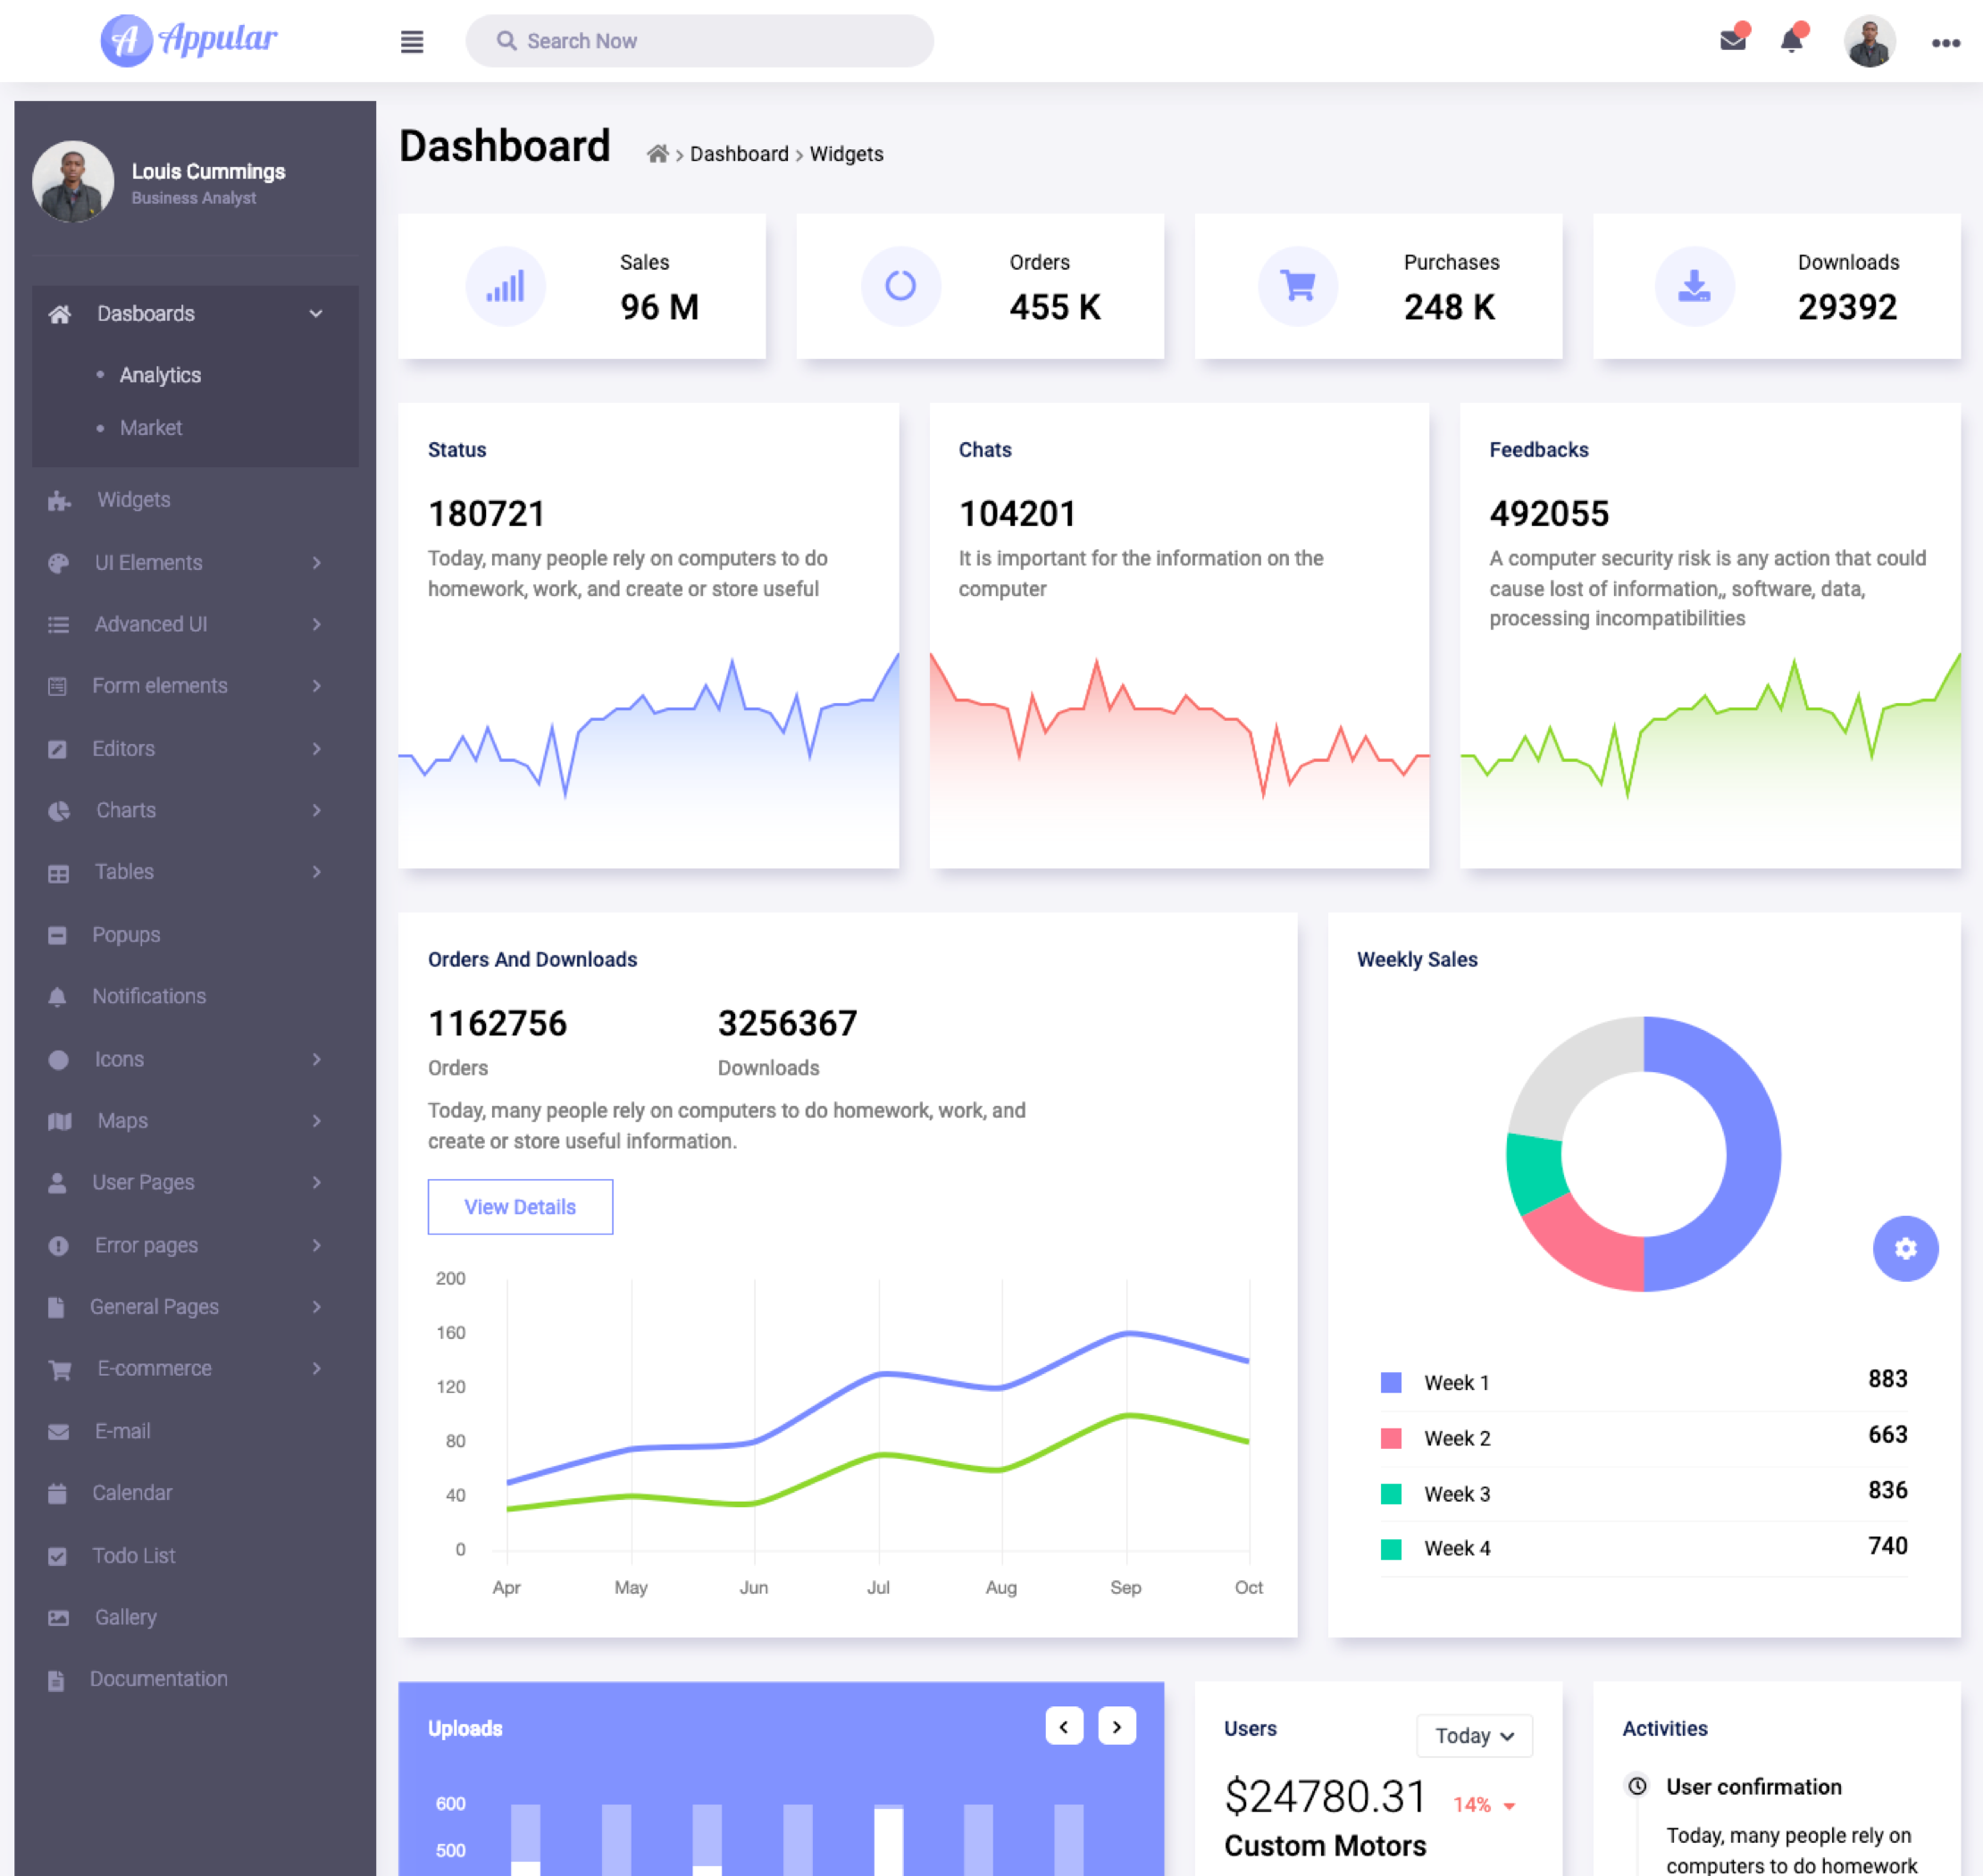 A Appular
Search Now
Louis Cummings
Business Analyst
Dasboards
Analytics
Market
Widgets
UI Elements
Advanced UI
Form elements
Editors
Charts
Tables
Popups
Notifications
Icons
Maps
User Pages
Error pages
General Pages
E-commerce
E-mail
Calendar
Todo List
Gallery
Documentation
Dashboard
Dashboard > Widgets
Sales
96 M
Orders
455 K
Purchases
248 K
Downloads
29392
Status
180721
Today, many people rely on computers to do
homework, work, and create or store useful
Chats
104201
It is important for the information on the
computer
Feedbacks
492055
A computer security risk is any action that could
cause lost of information,, software, data,
processing incompatibilities
Orders And Downloads
1162756
Orders
3256367
Downloads
Today, many people rely on computers to do homework, work, and
create or store useful information.
View Details
200
160
120
80
40
0
Apr May Jun Jul Aug Sep Oct
Weekly Sales
Week 1 883
Week 2 663
Week 3 836
Week 4 740
Uploads
600
500
Users
Today
$24780.31 14%
Custom Motors
Activities
User confirmation
Today, many people rely on
computers to do homework